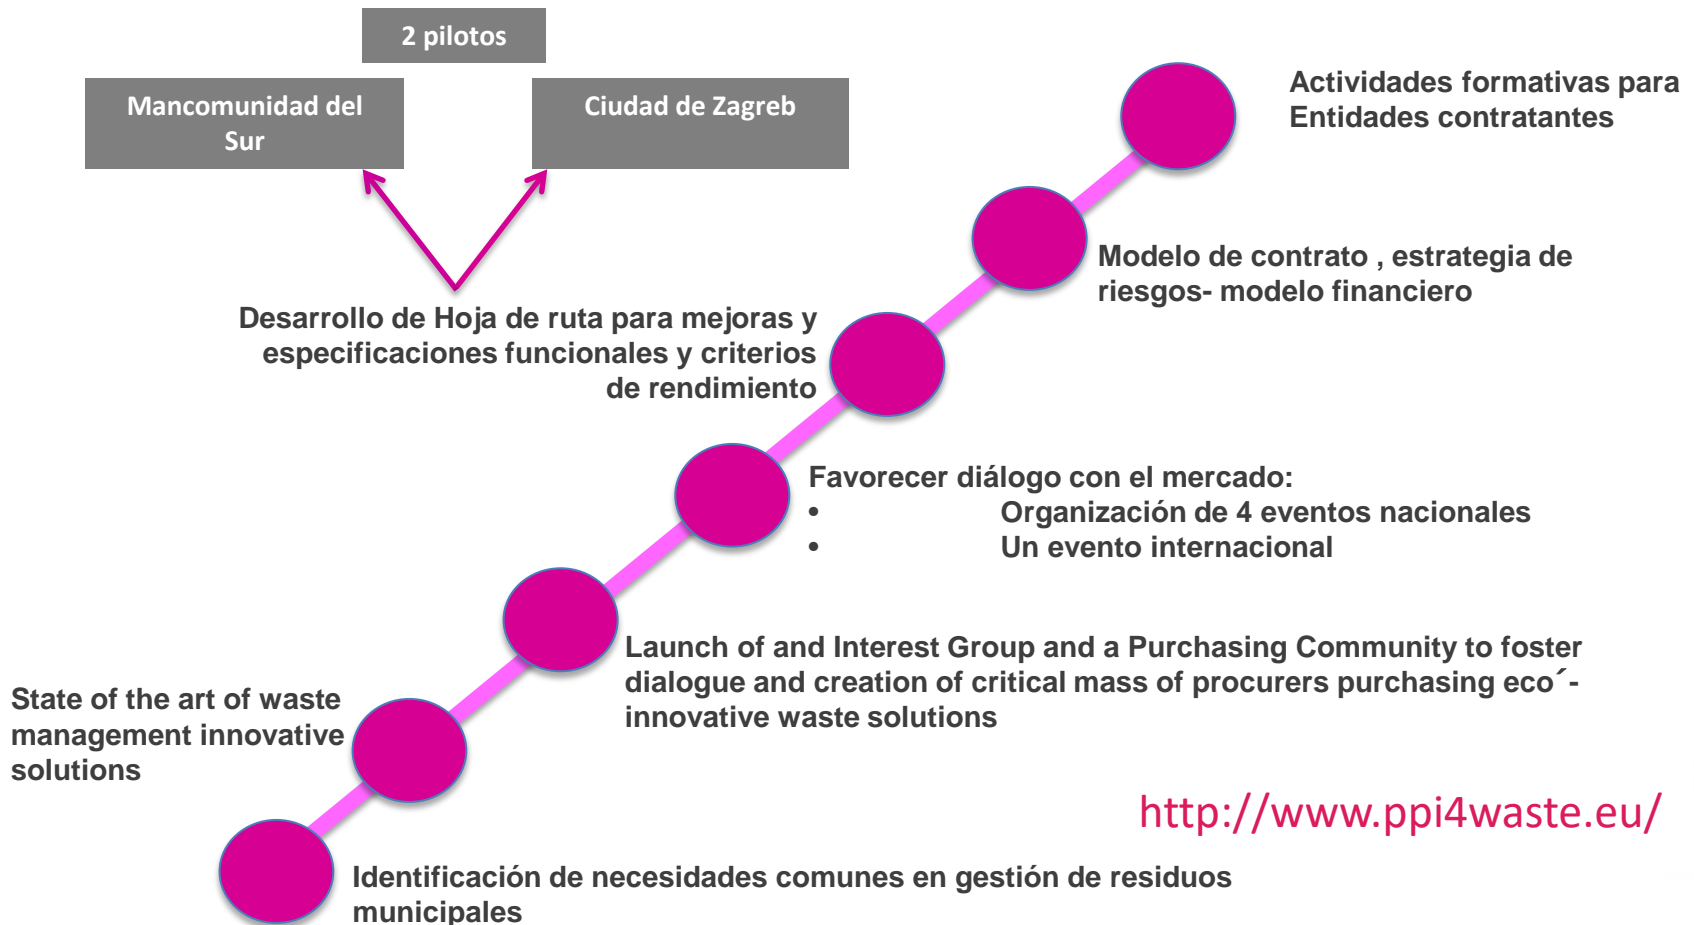 2 pilotos
Mancomunidad del
Sur
Ciudad de Zagreb
Actividades formativas para
Entidades contratantes
Modelo de contrato , estrategia de
riesgos- modelo financiero
Desarrollo de Hoja de ruta para mejoras y
especificaciones funcionales y criterios
de rendimiento
Favorecer diálogo con el mercado:
• Organización de 4 eventos nacionales
• Un evento internacional
Launch of and Interest Group and a Purchasing Community to foster
dialogue and creation of critical mass of procurers purchasing eco´-
innovative waste solutions
State of the art of waste
management innovative
solutions
http://www.ppi4waste.eu/
Identificación de necesidades comunes en gestión de residuos
municipales